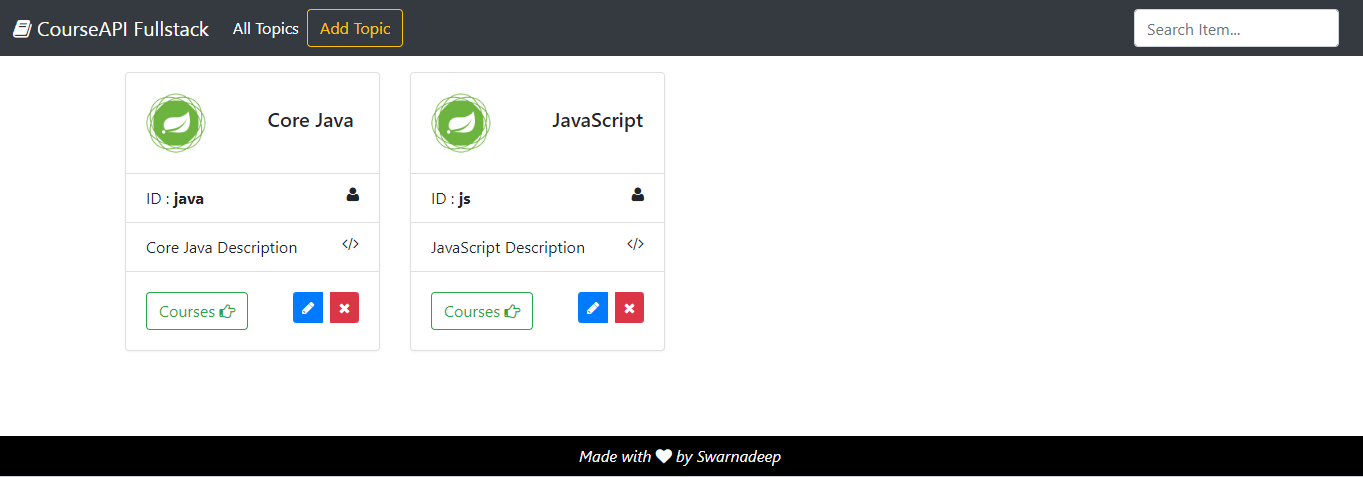 CourseAPI Fullstack All Topics Add Topic Search Item...
Core Java
ID : java
Core Java Description
Courses
JavaScript
ID : js
JavaScript Description
Courses
Made with by Swarnadeep